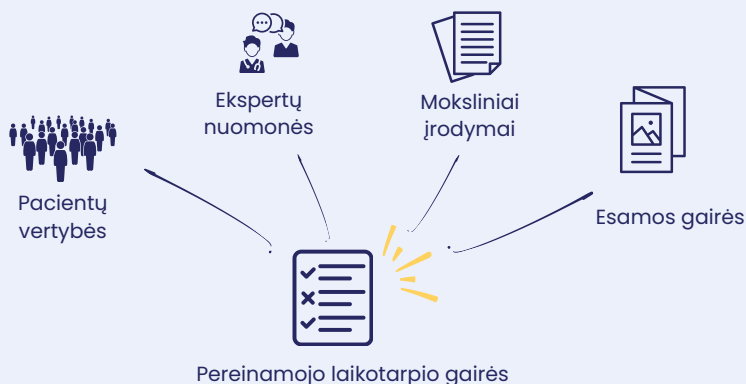 Ekspertų
nuomonės
Moksliniai
įrodymai
Pacientų
vertybės
Esamos gairės
Pereinamojo laikotarpio gairės